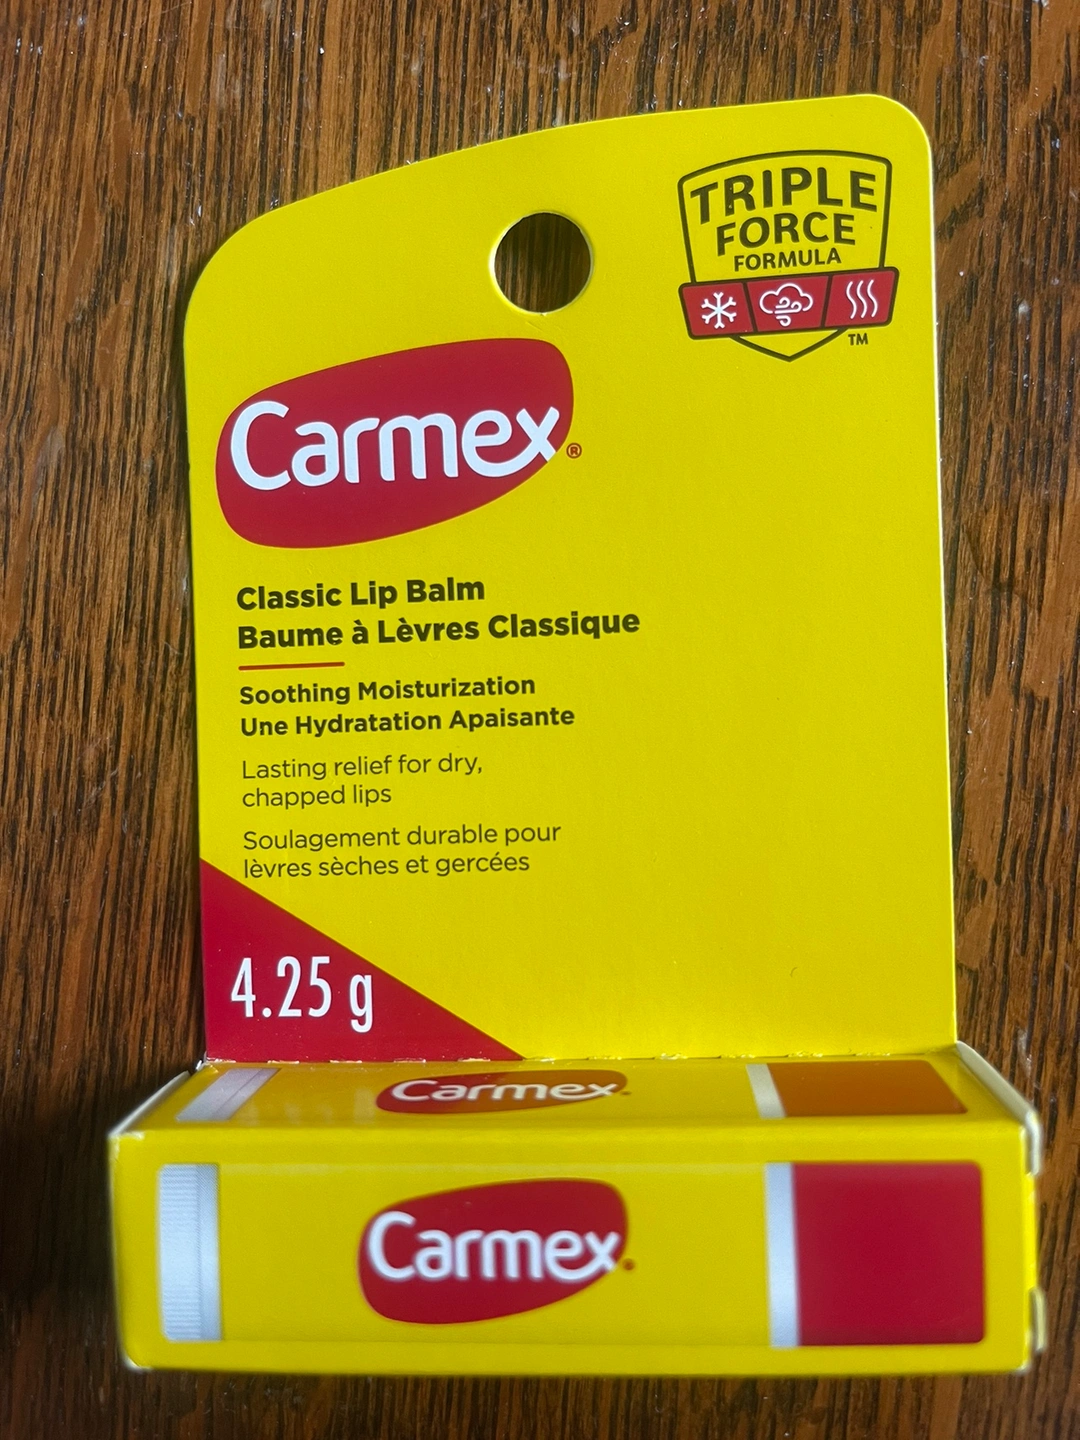 TRIPLE
FORCE
FORMULA
TM
Carmex®
Classic Lip Balm
Baume à Lèvres Classique
Soothing Moisturization
Une Hydratation Apaisante
Lasting relief for dry,
chapped lips
Soulagement durable pour
lèvres sèches et gercées
4.25 g
Carmex
Carmex